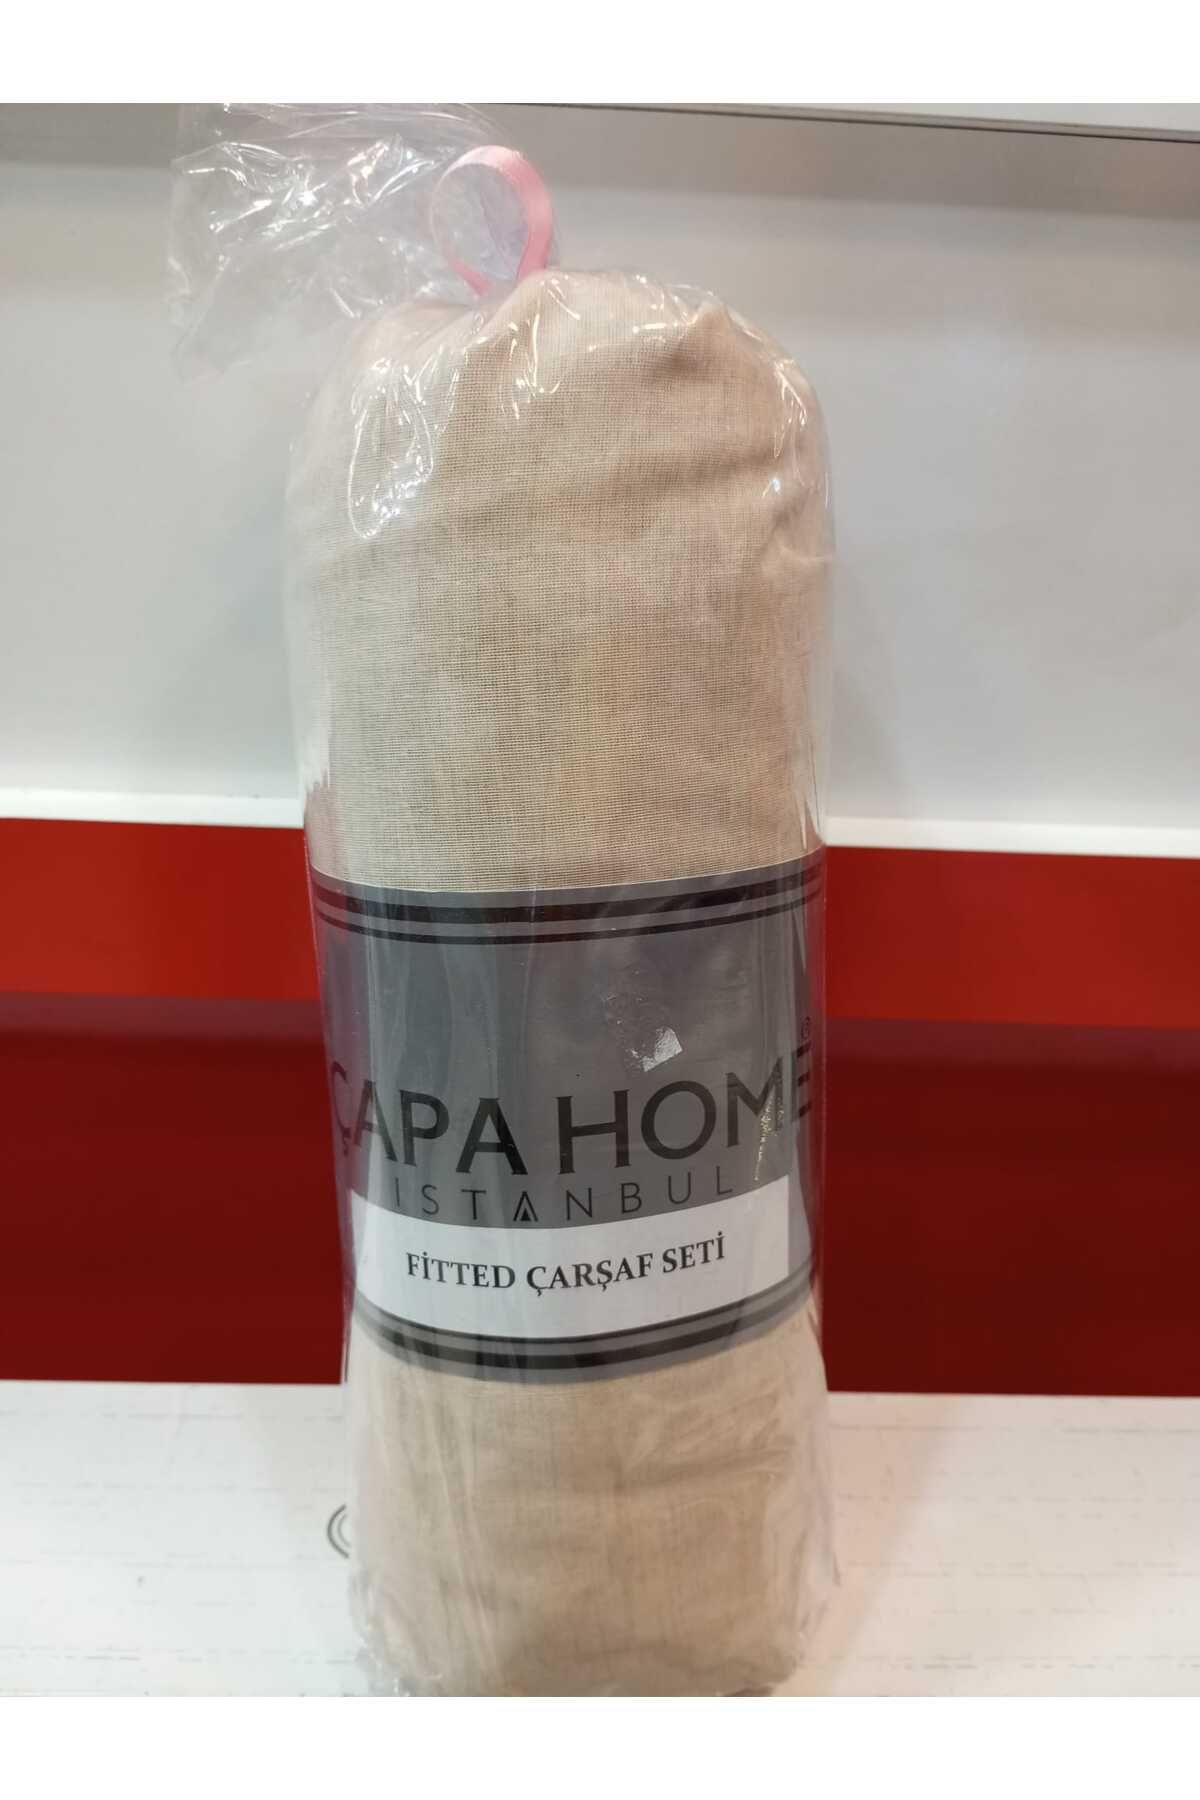 ÇAPA HOME®
ISTANBUL
FİTTED ÇARŞAF SETİ